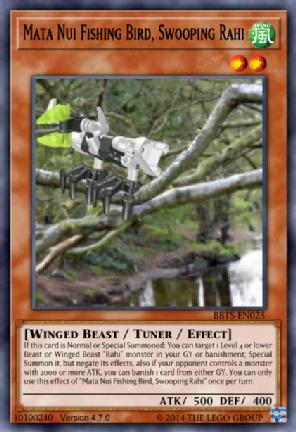 MATA NUI FISHING BIRD, SWOOPING RAHI
WIND
風
BBTS-EN025
[WINGED BEAST / TUNER / EFFECT]
If this card is Normal or Special Summoned: You can target 1 Level 4 or
lower Beast or Winged Beast "Rahi" monster in your GY or banishment; Special
Summon it, but negate its effects, also if your opponent controls a monster
with 2000 or more ATK, you can banish 1 card from either GY. You can only
use this effect of "Mata Nui Fishing Bird, Swooping Rahi" once per turn.
ATK/ 500 DEF/ 400
10100240 Version 4.7.0 ©2014 THE LEGO GROUP